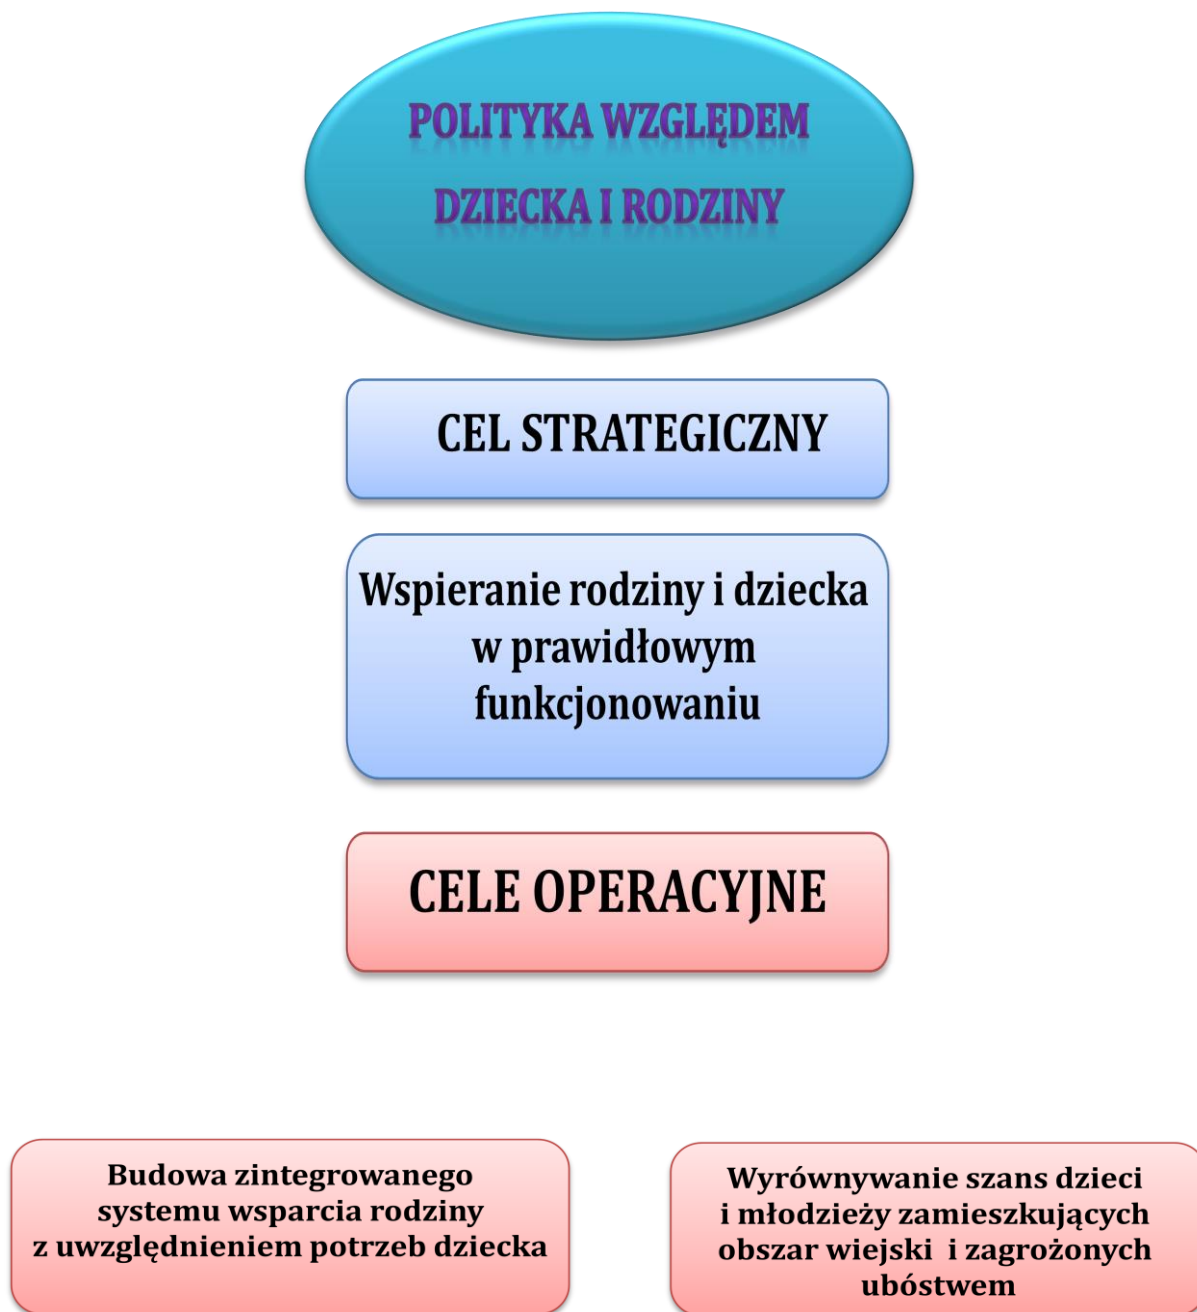 POLITYKA WZGLĘDEM
DZIECKA I RODZINY
CEL STRATEGICZNY
Wspieranie rodziny i dziecka
w prawidłowym
funkcjonowaniu
CELE OPERACYJNE
Budowa zintegrowanego
systemu wsparcia rodziny
z uwzględnieniem potrzeb dziecka
Wyrównywanie szans dzieci
i młodzieży zamieszkujących
obszar wiejski i zagrożonych
ubóstwem